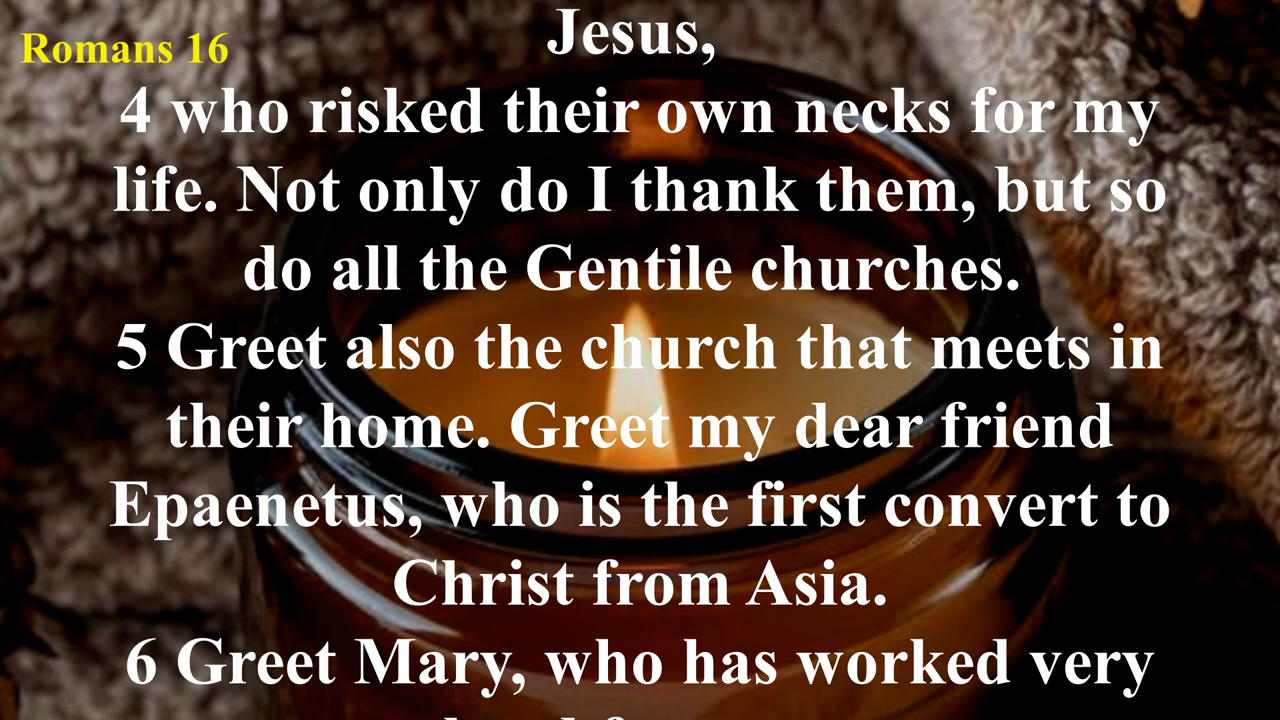 Romans 16
Jesus,
4 who risked their own necks for my
life. Not only do I thank them, but so
do all the Gentile churches.
5 Greet also the church that meets in
their home. Greet my dear friend
Epaenetus, who is the first convert to
Christ from Asia.
6 Greet Mary, who has worked very